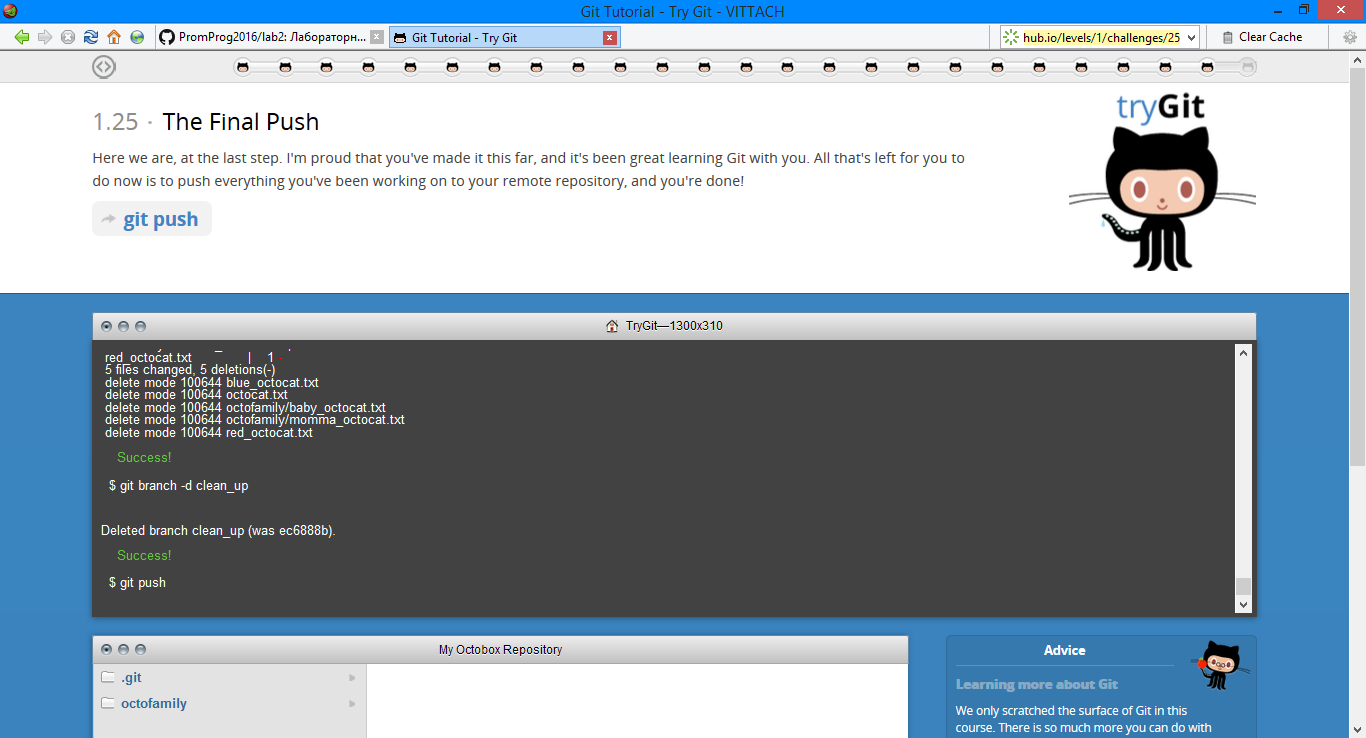 Git Tutorial - Try Git - VITTACH
PromProg2016/lab2: Лабораторн...
Git Tutorial - Try Git
hub.io/levels/1/challenges/25
Clear Cache
1.25 · The Final Push
tryGit
Here we are, at the last step. I'm proud that you've made it this far, and it's been great learning Git with you. All that's left for you to
do now is to push everything you've been working on to your remote repository, and you're done!
git push
TryGit—1300x310
red_octocat.txt | 1 -
5 files changed, 5 deletions(-)
delete mode 100644 blue_octocat.txt
delete mode 100644 octocat.txt
delete mode 100644 octofamily/baby_octocat.txt
delete mode 100644 octofamily/momma_octocat.txt
delete mode 100644 red_octocat.txt
Success!
$ git branch -d clean_up
Deleted branch clean_up (was ec6888b).
Success!
$ git push
My Octobox Repository
.git
octofamily
Advice
Learning more about Git
We only scratched the surface of Git in this
course. There is so much more you can do with